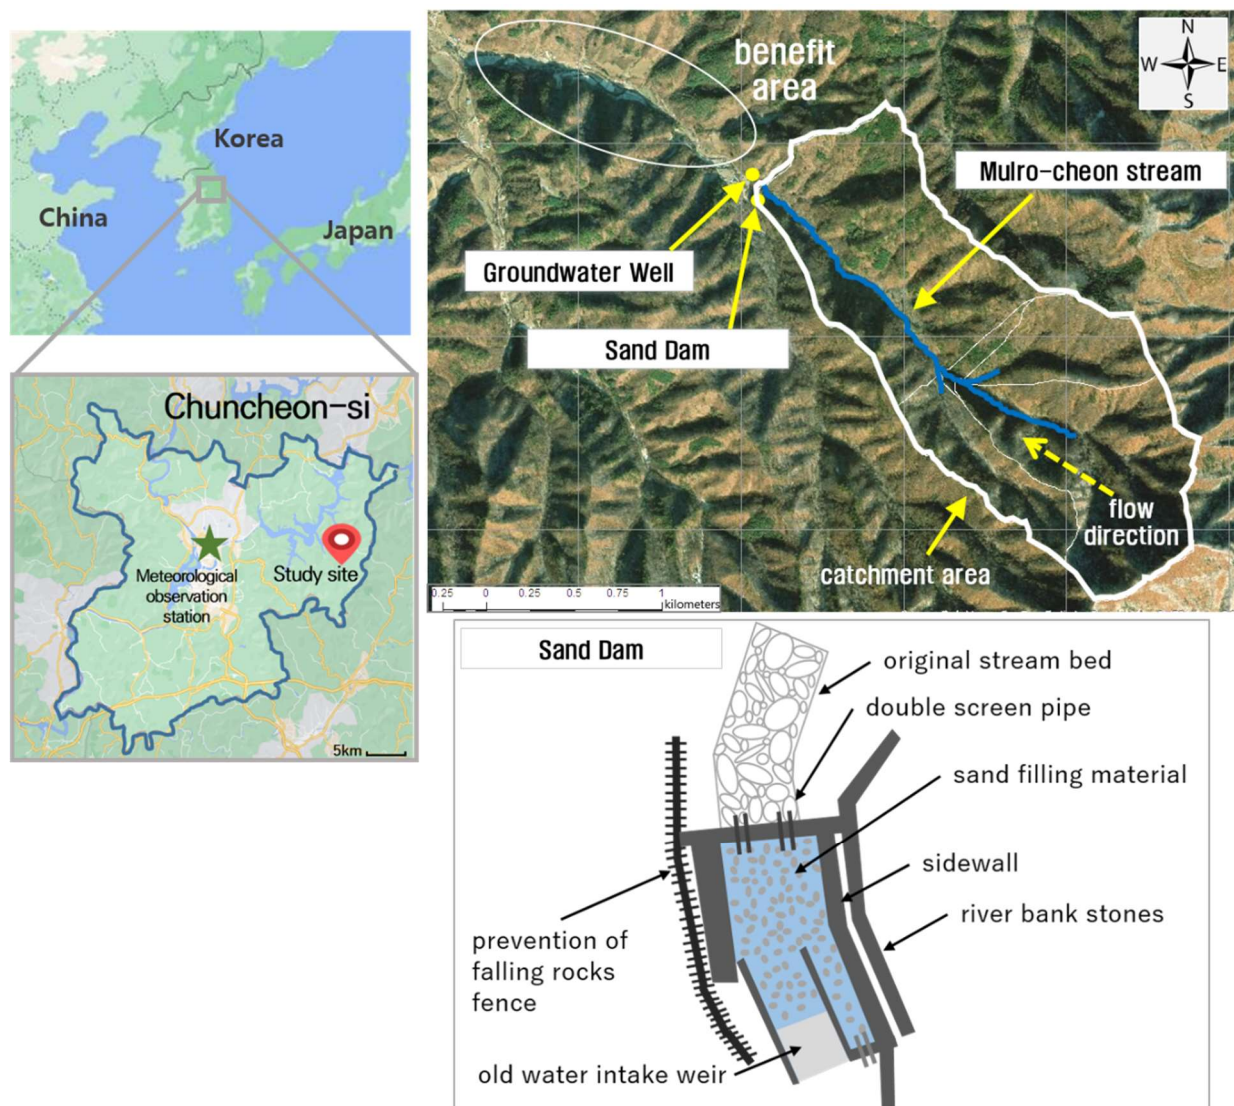 Korea
China
Japan
Chuncheon-si
Meteorological
observation
station
Study site
5km
benefit
area
N
W
E
S
Mulro-cheon stream
Groundwater Well
Sand Dam
flow
direction
catchment area
0.25
0
0.25
0.5
0.75
1
kilometers
Sand Dam
original stream bed
double screen pipe
sand filling material
sidewall
river bank stones
prevention of
falling rocks
fence
old water intake weir